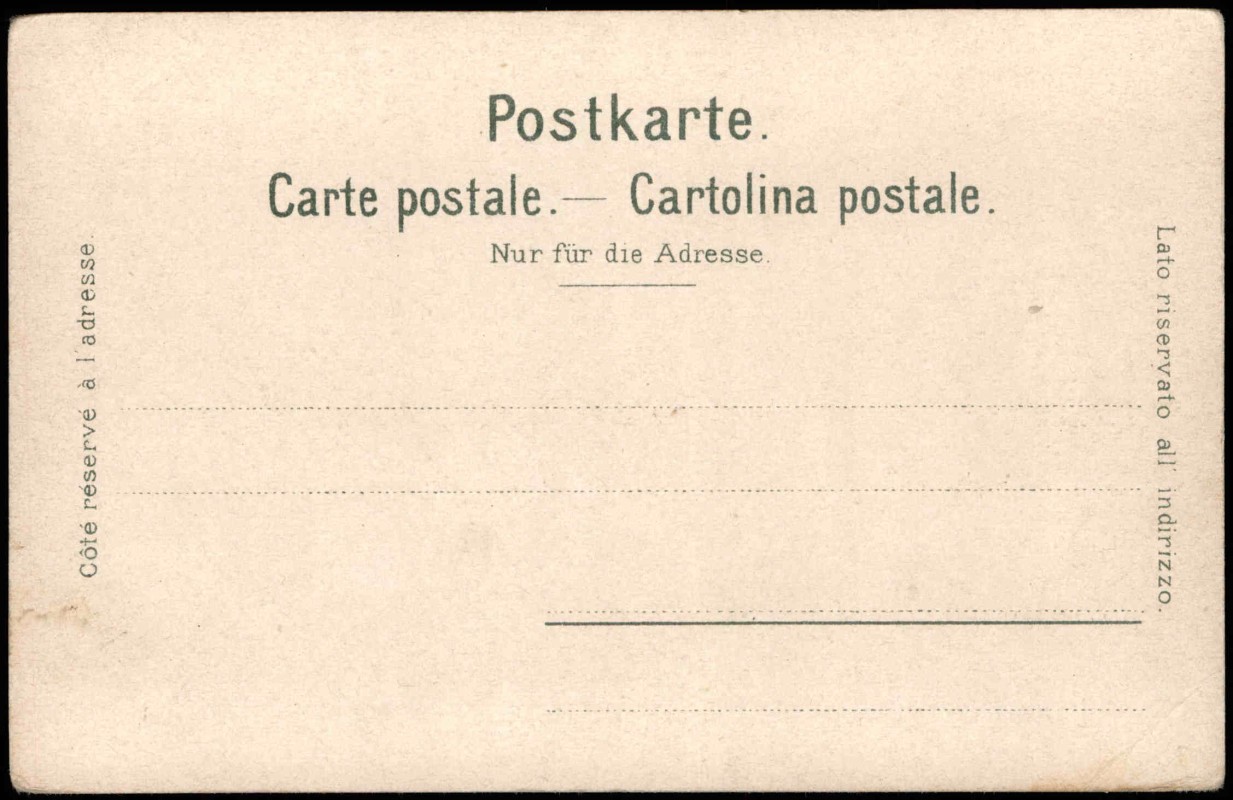 Postkarte.
Carte postale.— Cartolina postale.
Nur für die Adresse.
Côté réservé à l'adresse.
Lato riservato all' indirizzo.